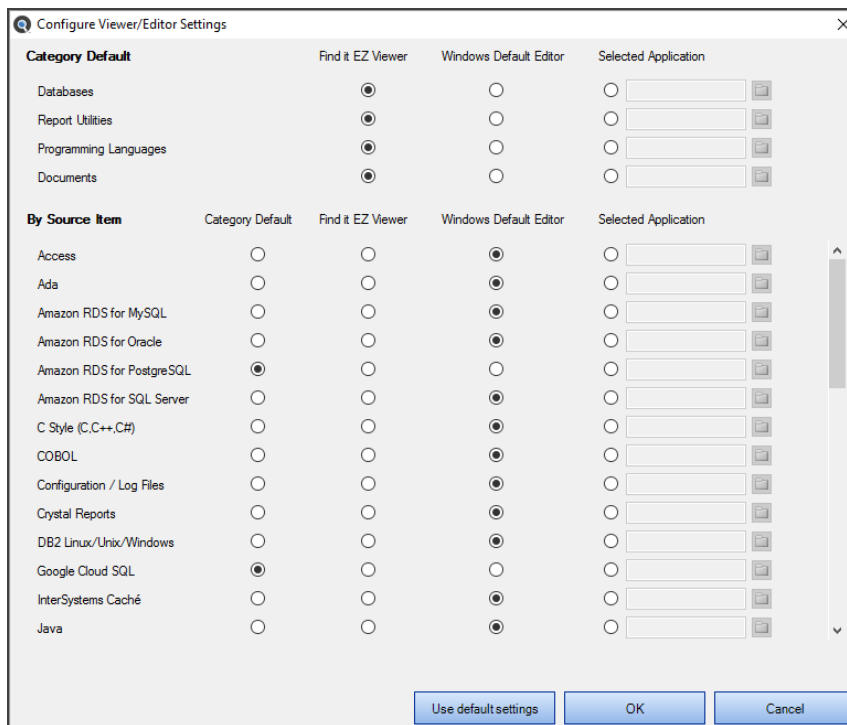 Configure Viewer/Editor Settings
Category Default Find it EZ Viewer Windows Default Editor Selected Application
Databases
Report Utilities
Programming Languages
Documents
By Source Item Category Default Find it EZ Viewer Windows Default Editor Selected Application
Access
Ada
Amazon RDS for MySQL
Amazon RDS for Oracle
Amazon RDS for PostgreSQL
Amazon RDS for SQL Server
C Style (C,C++,C#)
COBOL
Configuration / Log Files
Crystal Reports
DB2 Linux/Unix/Windows
Google Cloud SQL
InterSystems Caché
Java
Use default settings OK Cancel